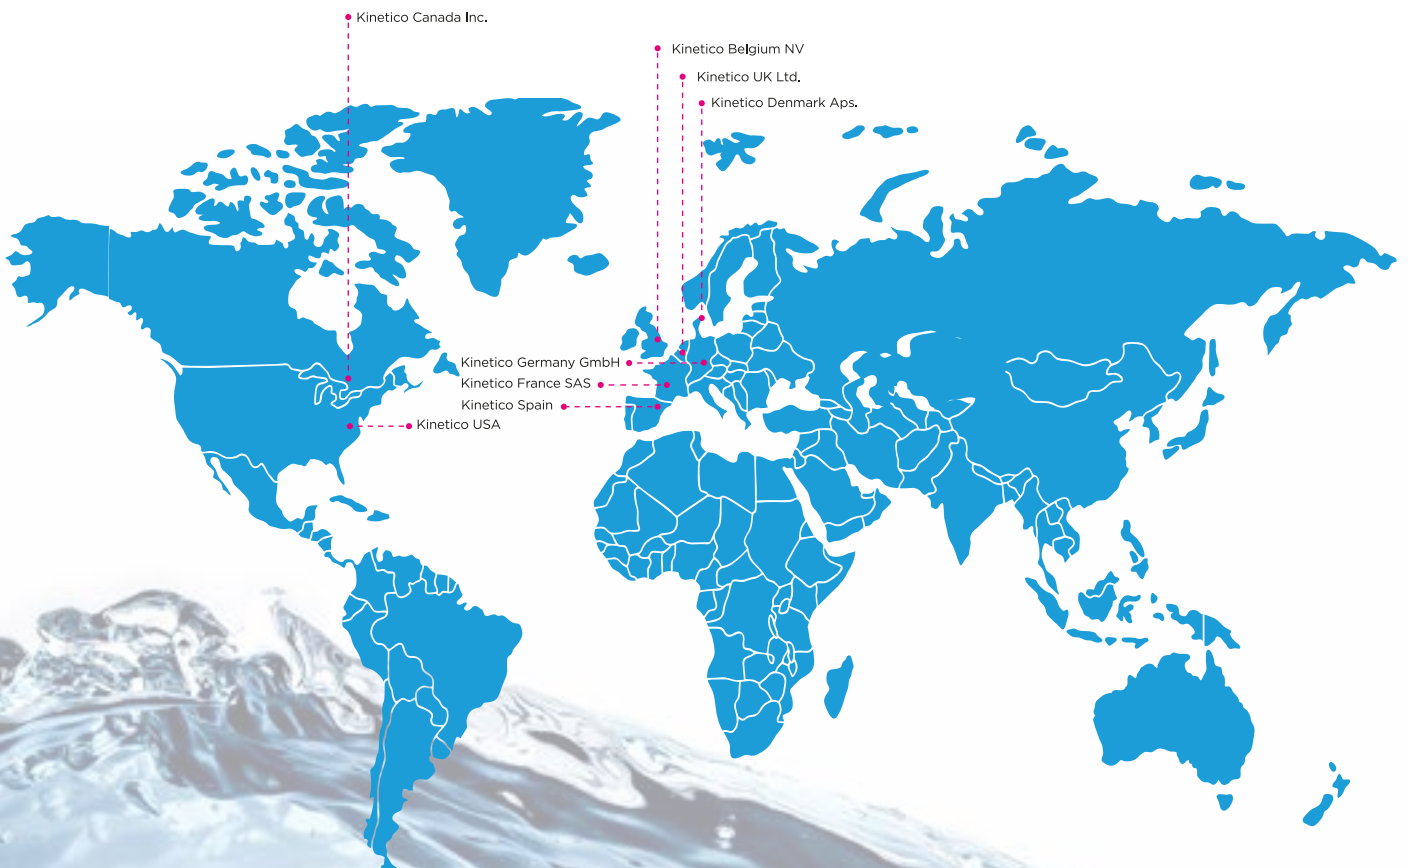 Kinetico Canada Inc.
Kinetico Belgium NV
Kinetico UK Ltd.
Kinetico Denmark Aps.
Kinetico Germany GmbH
Kinetico France SAS
Kinetico Spain
Kinetico USA